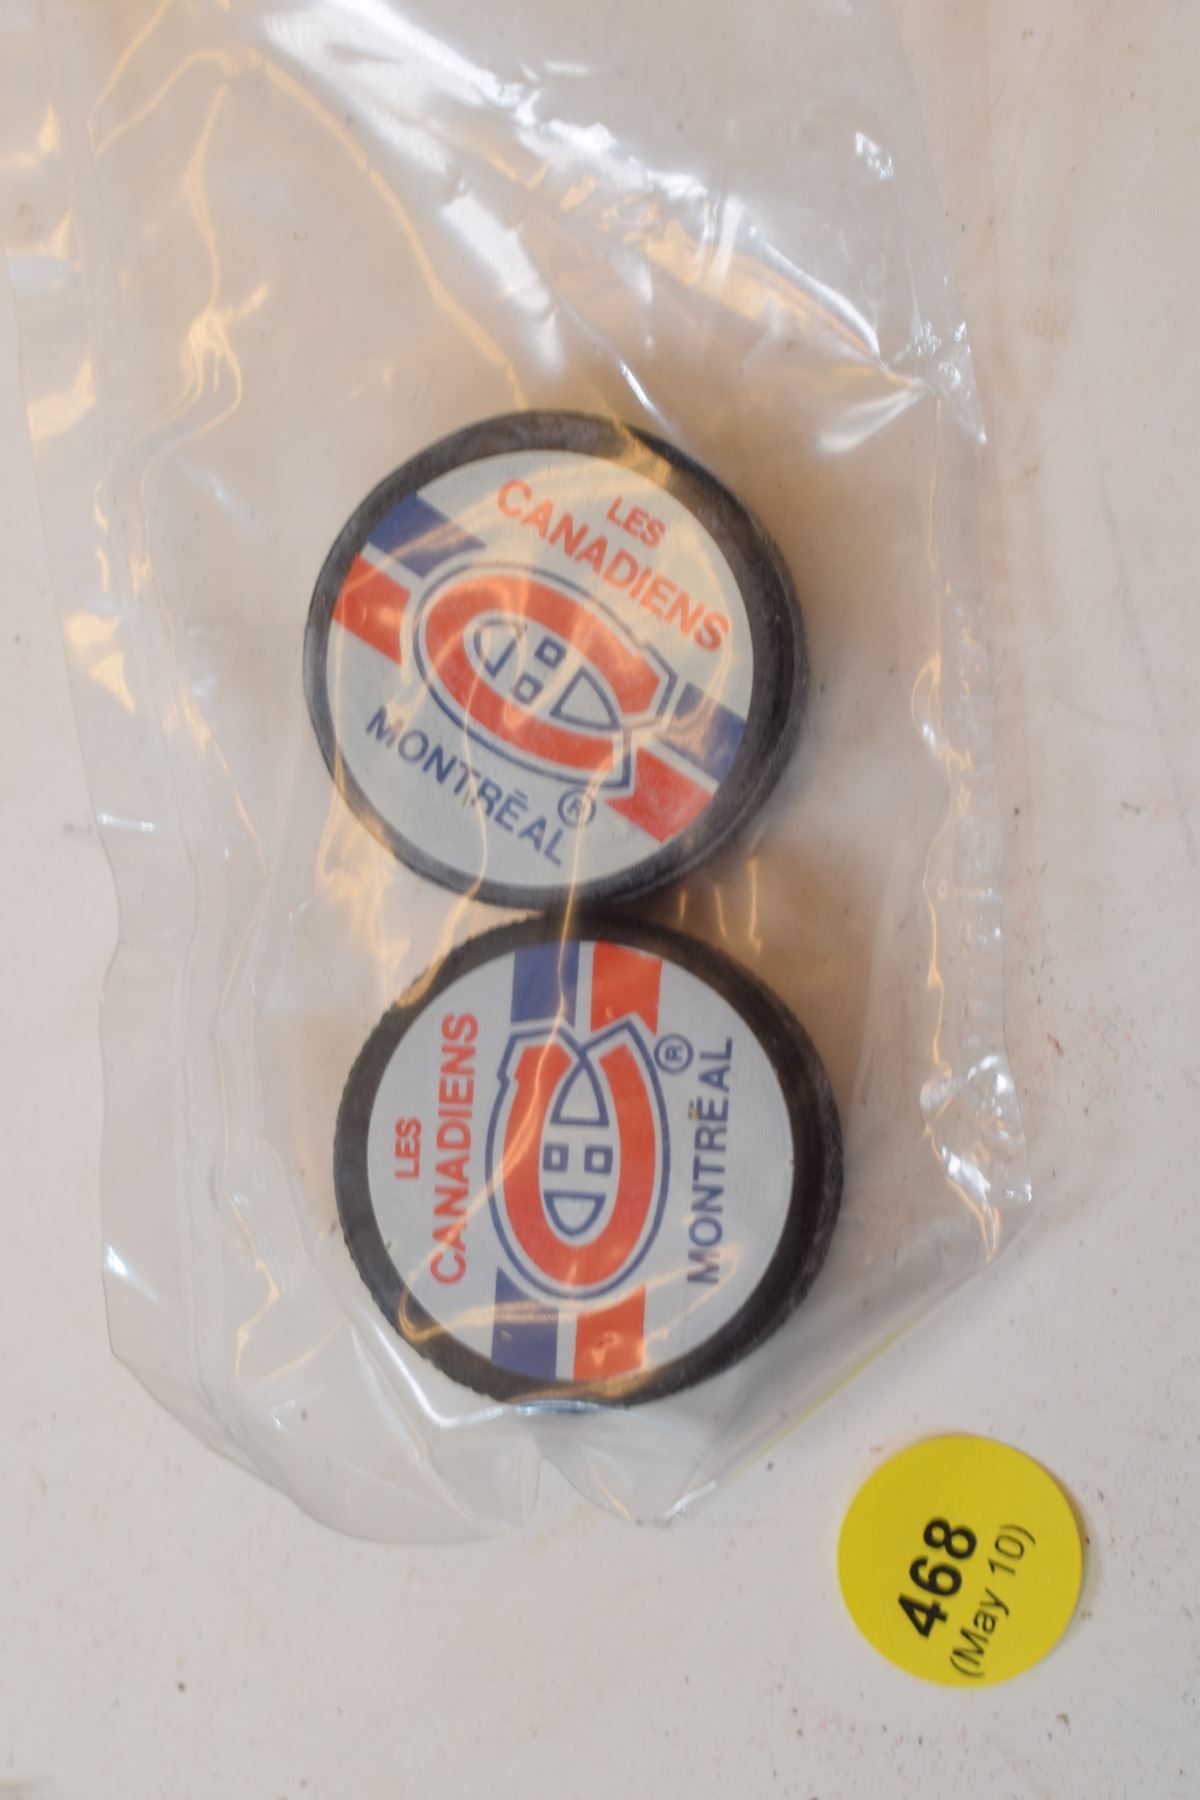 LES
CANADIENS
®
MONTRÉAL
LES
CANADIENS
®
MONTRÉAL
468
(May 10)